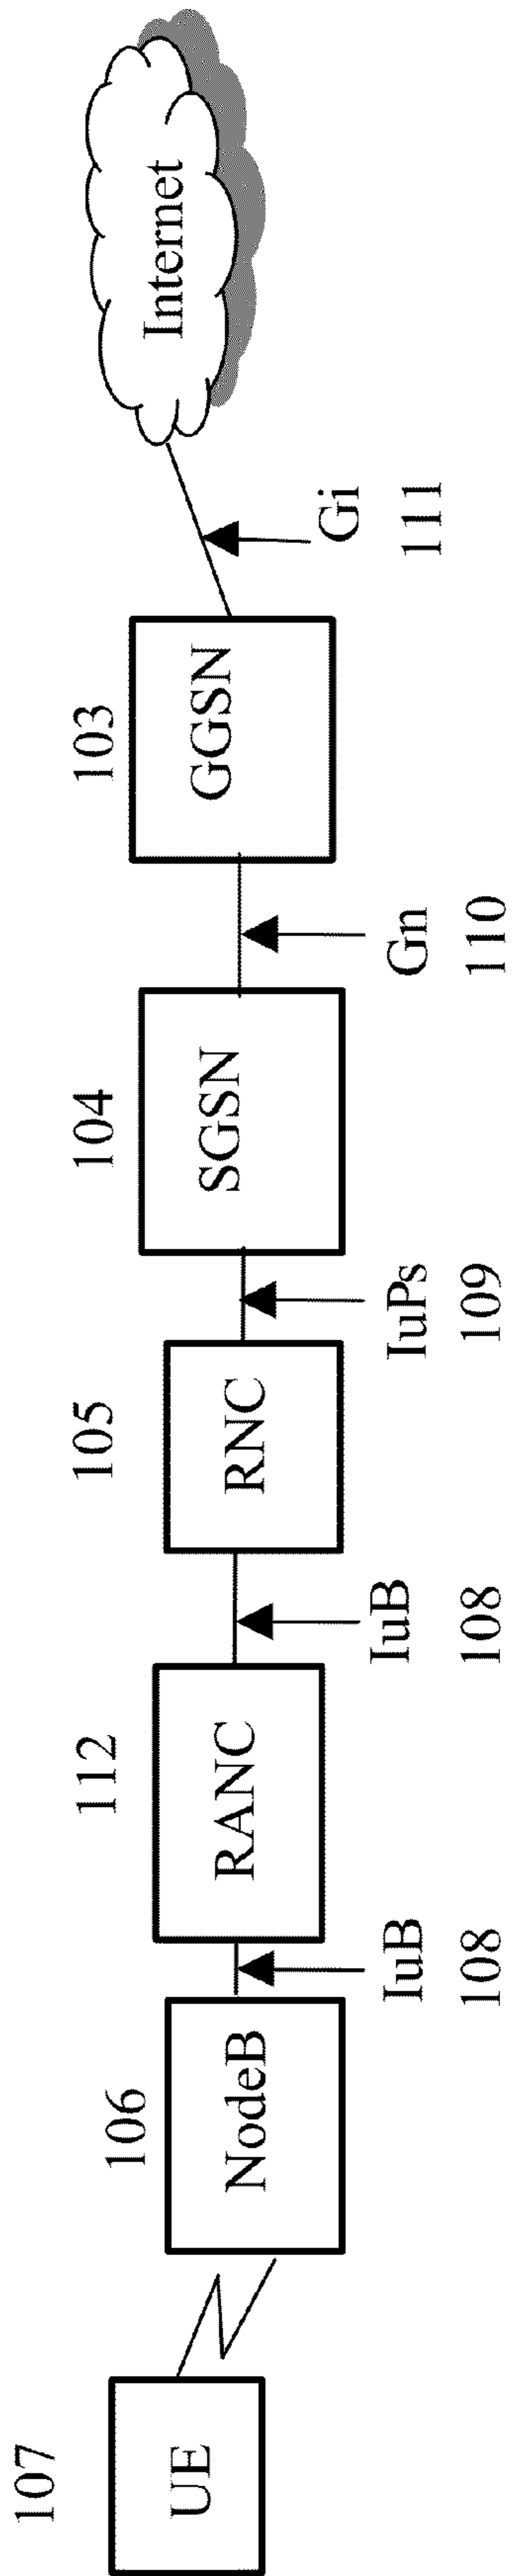 107
UE
106
NodeB
IuB
108
112
RANC
IuB
108
105
RNC
IuPs
109
104
SGSN
Gn
110
103
GGSN
Gi
111
Internet